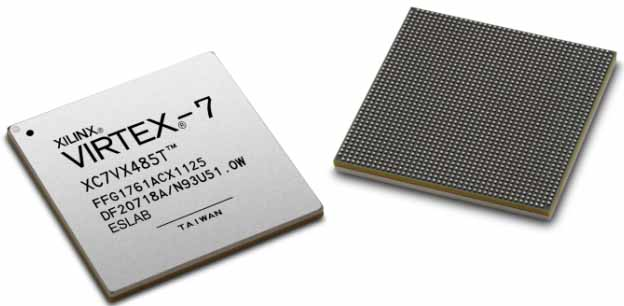 XILINX®
VIRTEX®-7
XC7VX485T™
FFG1761ACX1125
DF20718A/N93U51.0W
ESLAB
TAIWAN